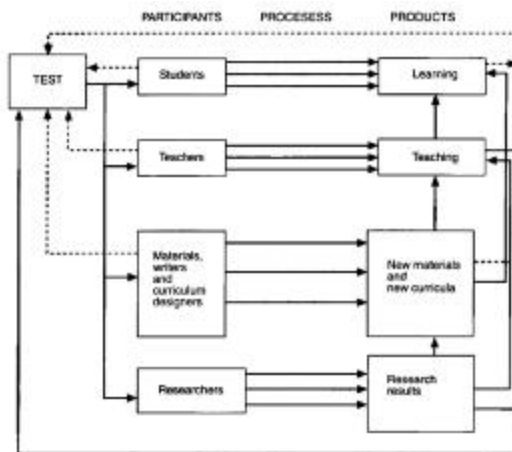 PARTICIPANTS PROCESESS PRODUCTS
TEST
Students
Learning
Teachers
Teaching
Materials,
writers
and
curriculum
designers
New materials
and
new curricula
Researchers
Research
results